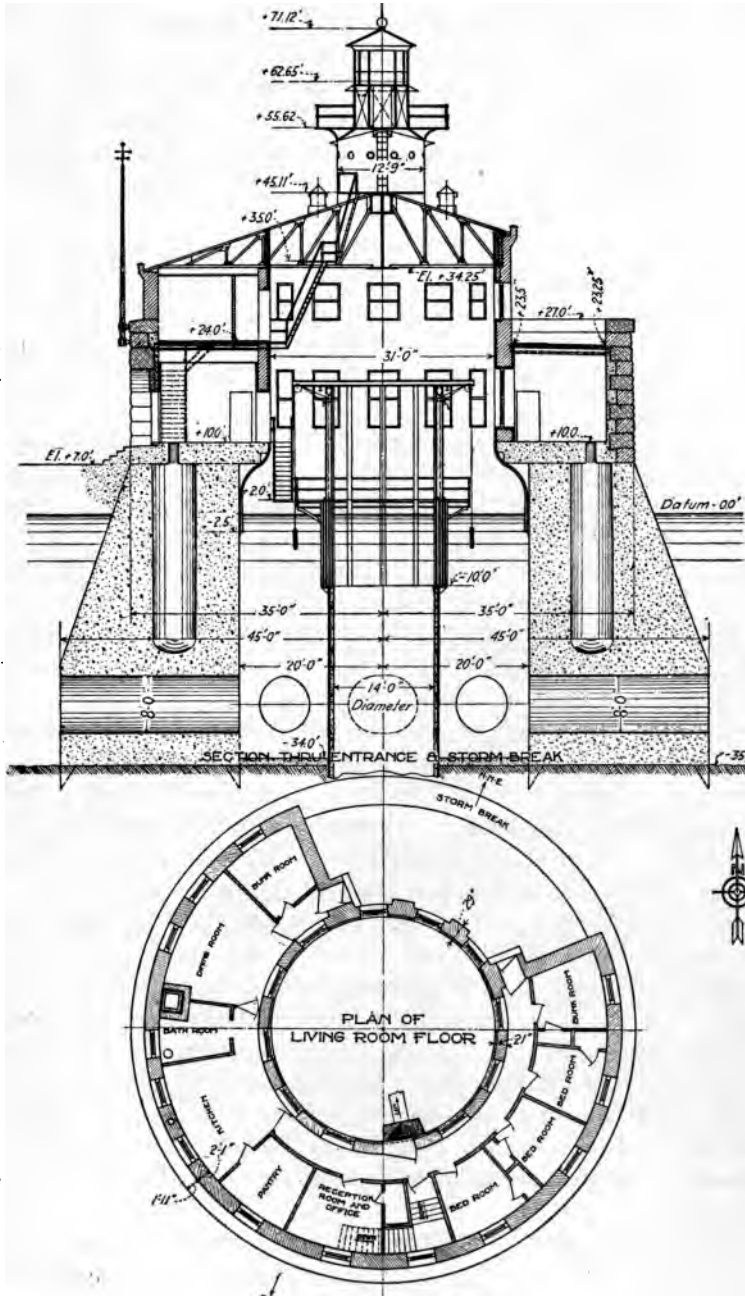 +71.12'
+62.65'
+55.62
12'-9"
+45.11'
+35.0'
El. +34.25'
+23.5"
+27.0'
+23.25'
+24.0'
31'-0"
+10.0'
+10.0
El. +7.0'
+2.0'
Datum-0.0'
-2.5
-10.0"
35'-0" 35'-0"
45'-0" 45'-0"
20'-0" 20'-0"
8'-0" 14'-0" 8'-0"
Diameter
-34.0'
SECTION THRU ENTRANCE & STORM BREAK
-35
N.N.E
STORM BREAK
BUNK ROOM
DINING ROOM
BUNK ROOM
PLAN OF
LIVING ROOM FLOOR
BATH ROOM
21"
BED ROOM
KITCHEN
BED ROOM
2'-1"
1'-11"
PANTRY
RECEPTION
ROOM AND
OFFICE
BED ROOM